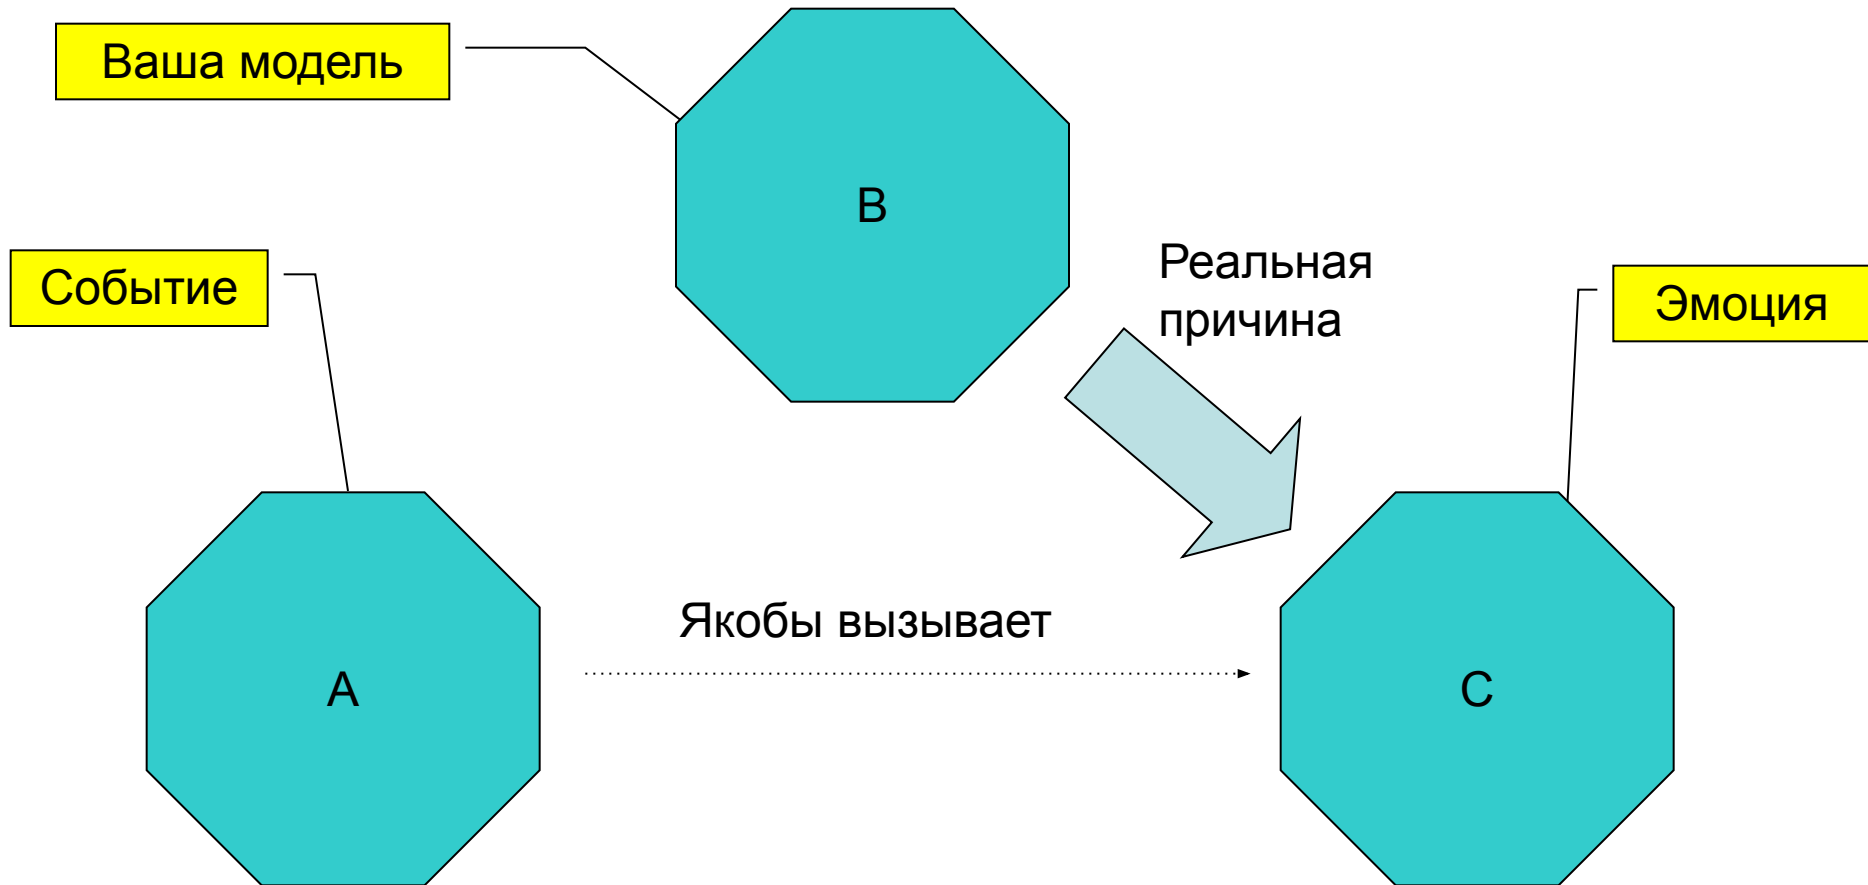 Ваша модель
B
Событие
Реальная
причина
Эмоция
Якобы вызывает
A
C